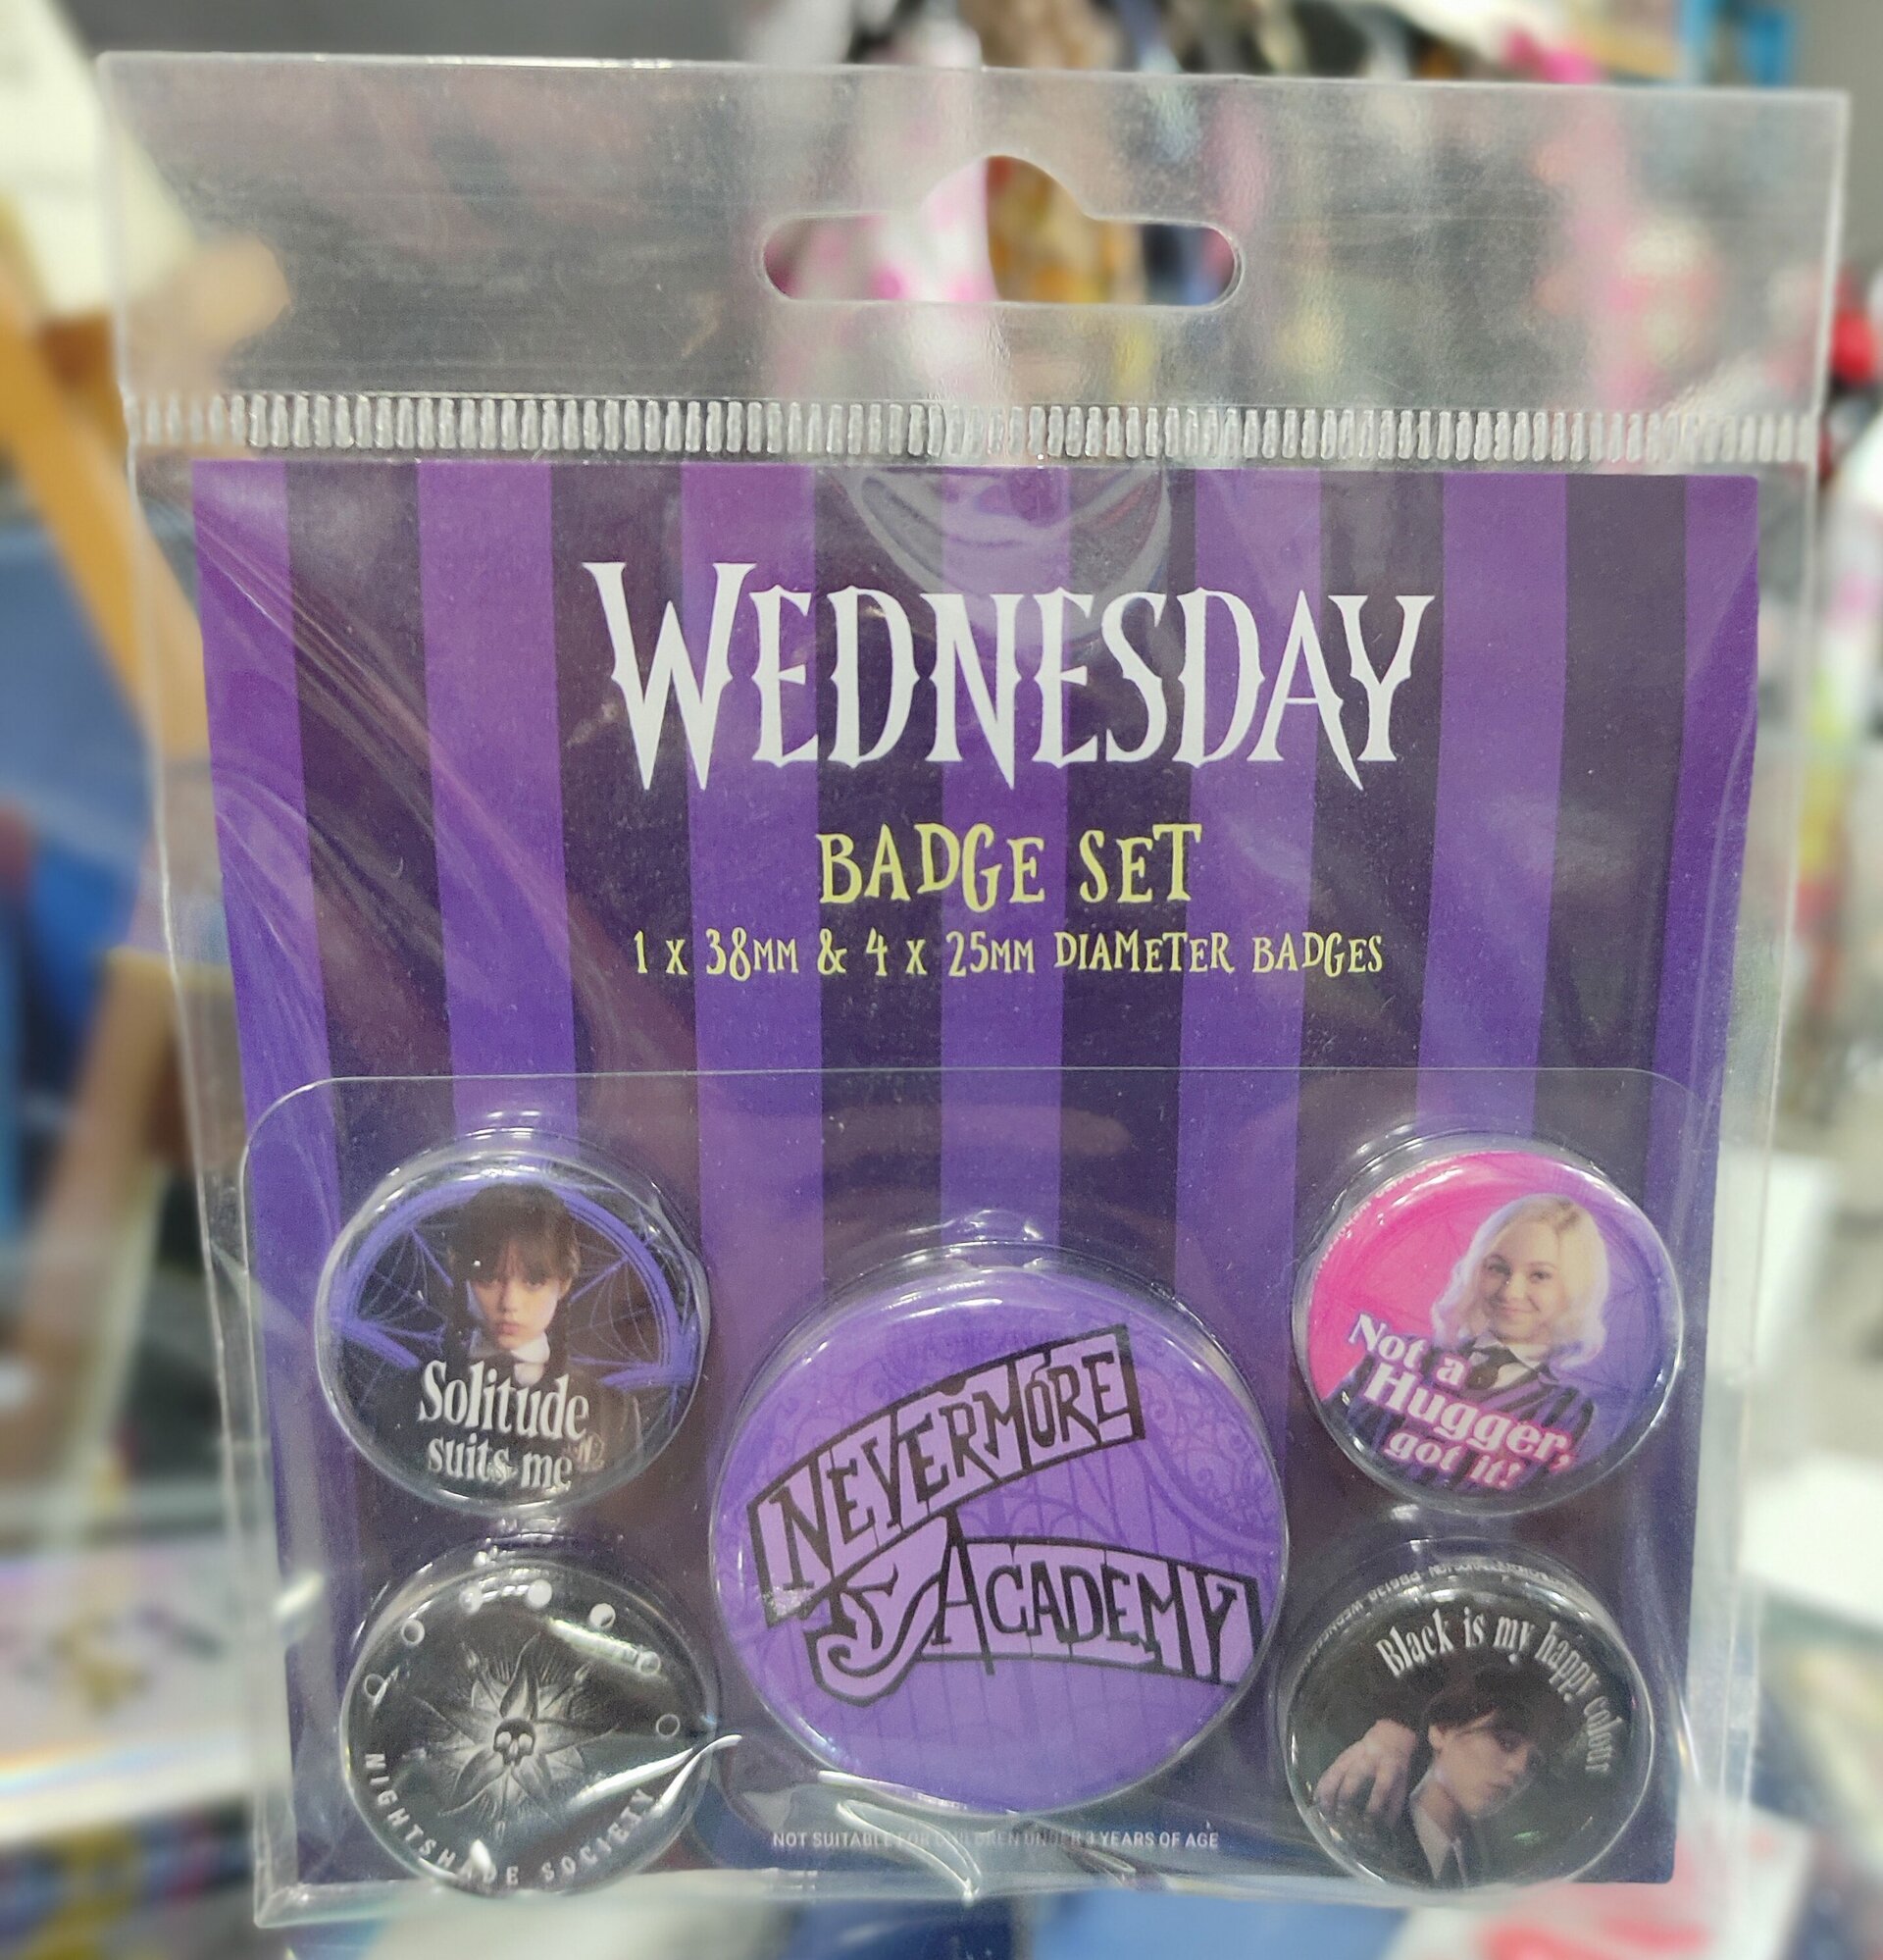 WEDNESDAY
BADGE SET
1 X 38MM & 4 X 25MM DIAMETER BADGES
Solitude
suits me
Not a
Hugger,
got it!
NEVERMORE
ACADEMY
NIGHTSHADE SOCIETY
Black is my happy colour
NOT SUITABLE FOR CHILDREN UNDER 3 YEARS OF AGE